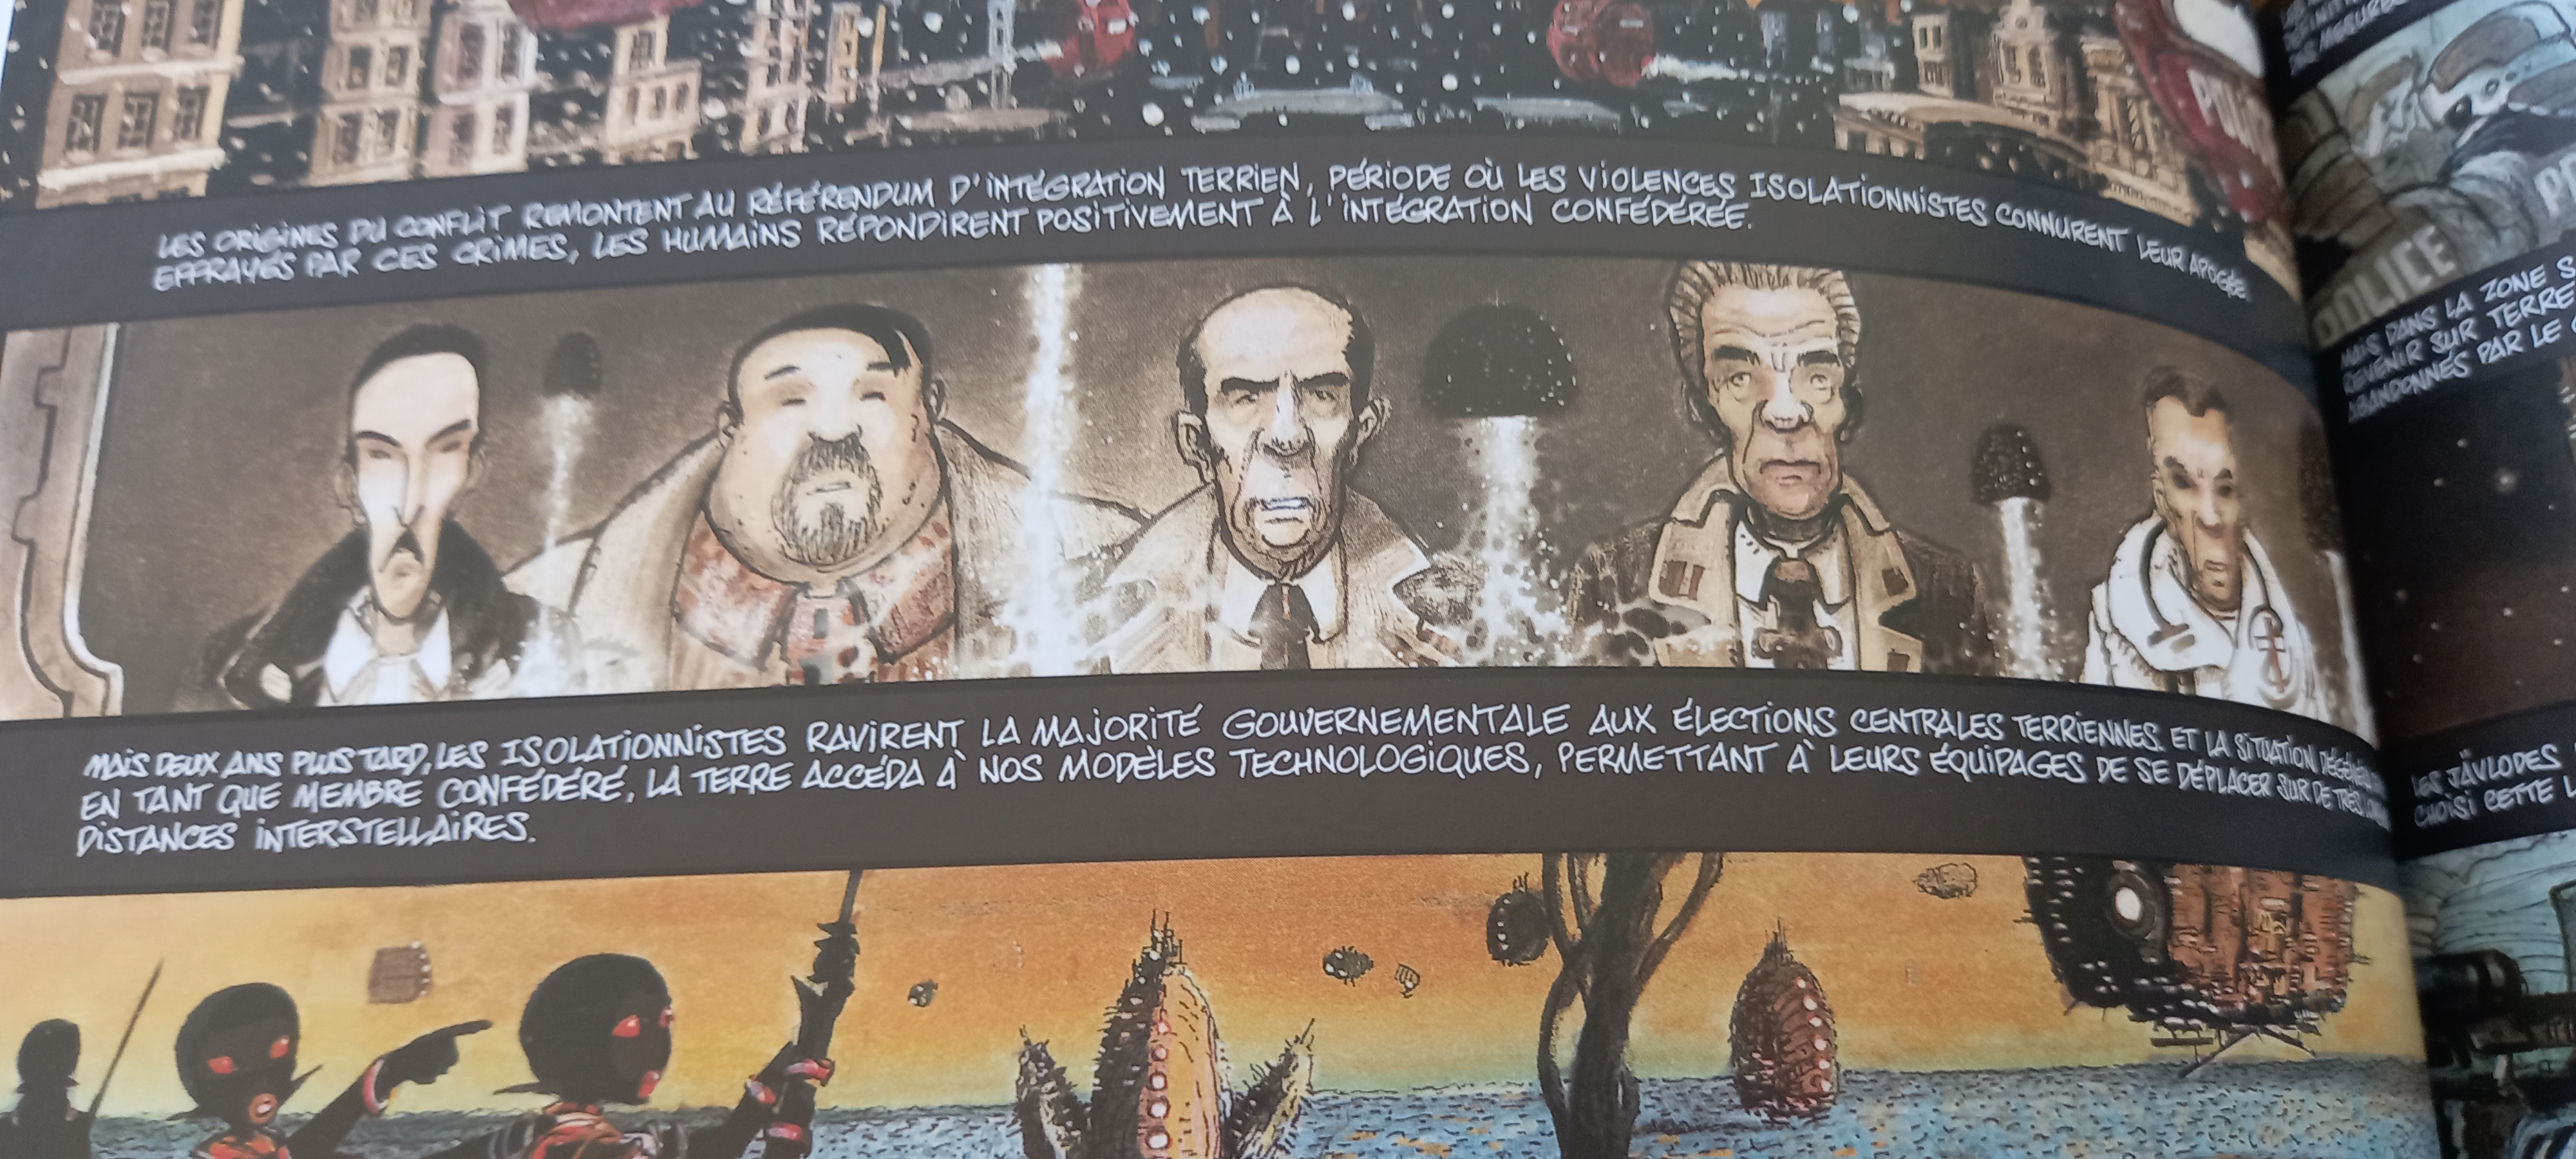 LES ORIGINES DU CONFLIT REMONTENT AU RÉFÉRENDUM D'INTÉGRATION TERRIEN, PÉRIODE OÙ LES VIOLENCES ISOLATIONNISTES CONNURENT LEUR APOGÉE.
EFFRAYÉS PAR CES CRIMES, LES HUMAINS RÉPONDIRENT POSITIVEMENT À L'INTÉGRATION CONFÉDÉRÉE.
MAIS DEUX ANS PLUS TARD, LES ISOLATIONNISTES RAVIRENT LA MAJORITÉ GOUVERNEMENTALE AUX ÉLECTIONS CENTRALES TERRIENNES, ET LA SITUATION
EN TANT QUE MEMBRE CONFÉDÉRÉ, LA TERRE ACCÉDA À NOS MODÈLES TECHNOLOGIQUES, PERMETTANT À LEURS ÉQUIPAGES DE SE DÉPLACER SUR DE
DISTANCES INTERSTELLAIRES.
MAIS DANS LA ZONE S
SUR TERRE
ABANDONNÉS PAR LE
POLICE
LES TÄVLODES
CHOISI CETTE